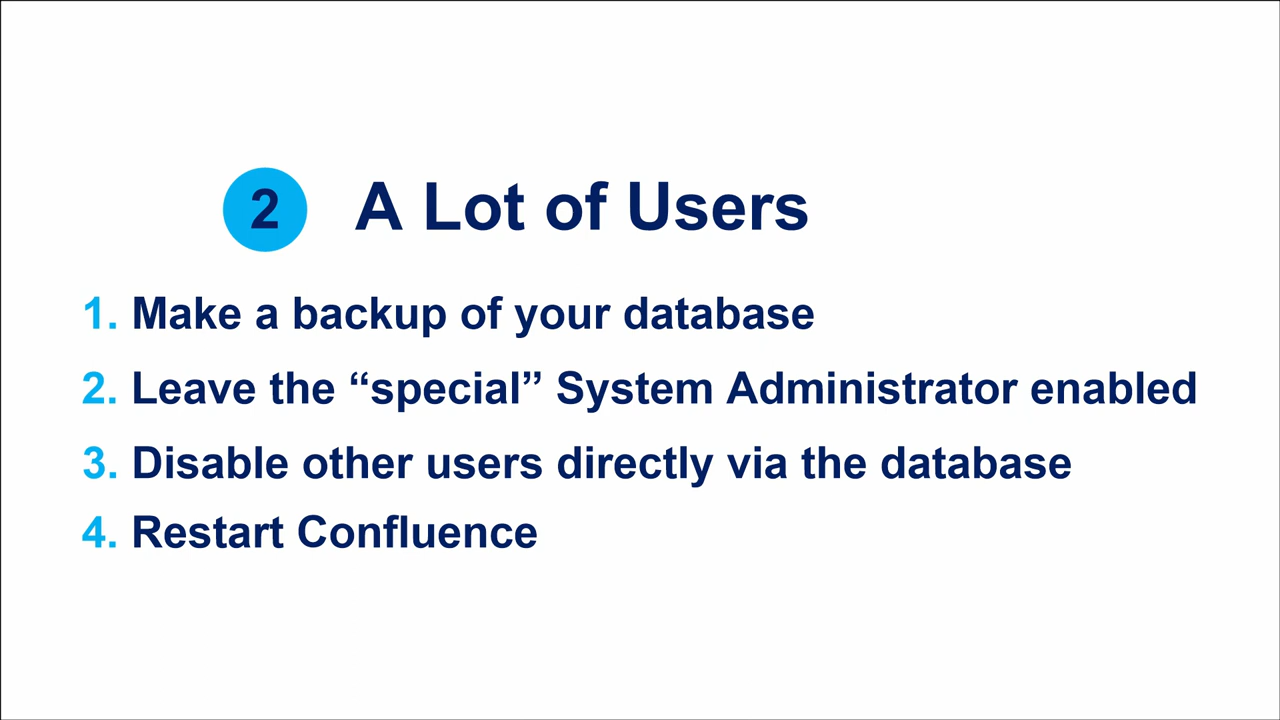 2 A Lot of Users
1. Make a backup of your database
2. Leave the “special” System Administrator enabled
3. Disable other users directly via the database
4. Restart Confluence